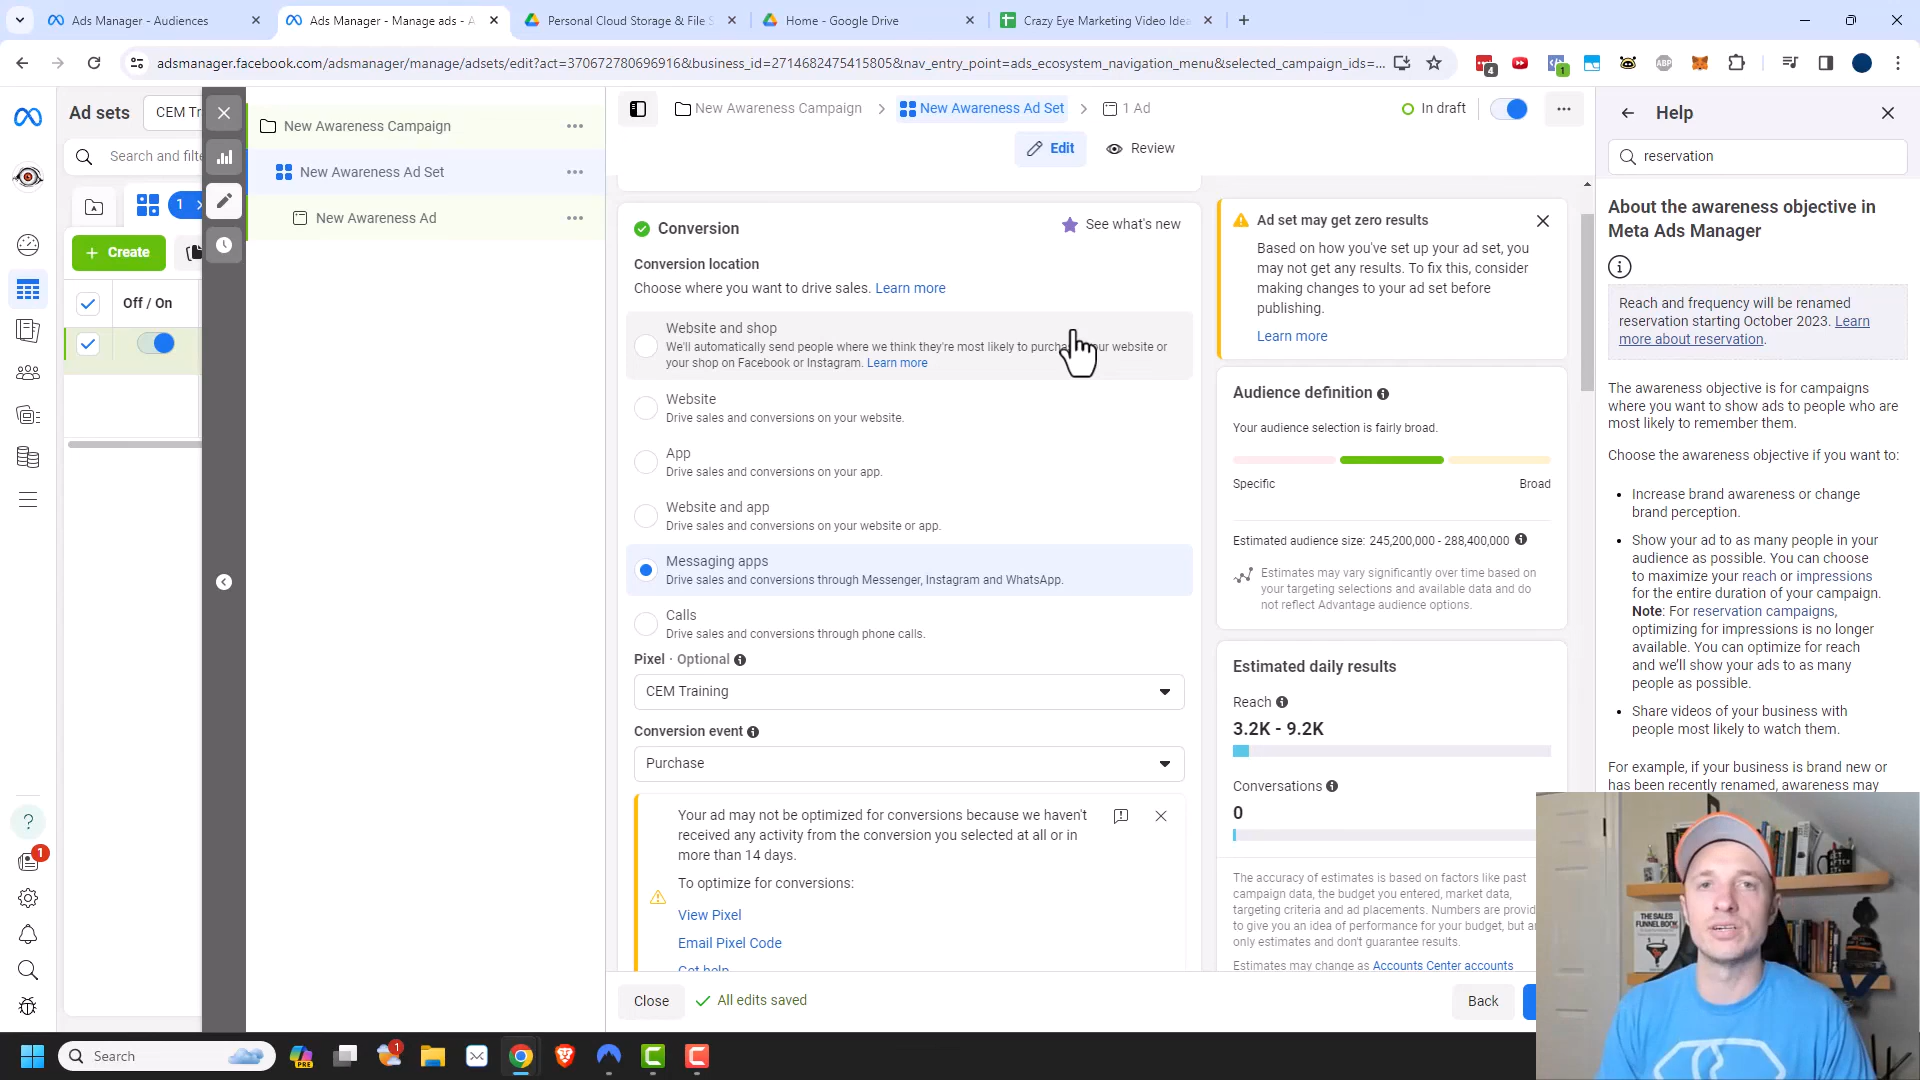 Ads Manager - Audiences
Ads Manager - Manage ads - A
Personal Cloud Storage & File S
Home - Google Drive
Crazy Eye Marketing Video Idea
adsmanager.facebook.com/adsmanager/manage/adsets/edit?act=3706727806966916&business_id=2714682475415805&nav_entry_point=ads_ecosystem_navigation_menu&selected_campaign_ids=...
4
1
ABP
Ad sets
CEM Tr
Search and filte
1
Create
Off / On
New Awareness Campaign
New Awareness Ad Set
New Awareness Ad
New Awareness Campaign
New Awareness Ad Set
1 Ad
In draft
Edit
Review
Conversion
See what's new
Conversion location
Choose where you want to drive sales. Learn more
Website and shop
We'll automatically send people where we think they're most likely to purcha our website or
your shop on Facebook or Instagram. Learn more
Website
Drive sales and conversions on your website.
App
Drive sales and conversions on your app.
Website and app
Drive sales and conversions on your website or app.
Messaging apps
Drive sales and conversions through Messenger, Instagram and WhatsApp.
Calls
Drive sales and conversions through phone calls.
Pixel · Optional
CEM Training
Conversion event
Purchase
Your ad may not be optimized for conversions because we haven't
received any activity from the conversion you selected at all or in
more than 14 days.
To optimize for conversions:
View Pixel
Email Pixel Code
Get help
Close
All edits saved
Back
Ad set may get zero results
Based on how you've set up your ad set, you
may not get any results. To fix this, consider
making changes to your ad set before
publishing.
Learn more
Audience definition
Your audience selection is fairly broad.
Specific
Broad
Estimated audience size: 245,200,000 - 288,400,000
Estimates may vary significantly over time based on
your targeting selections and available data and do
not reflect Advantage audience options.
Estimated daily results
Reach
3.2K - 9.2K
Conversations
0
The accuracy of estimates is based on factors like past
campaign data, the budget you entered, market data,
targeting criteria and ad placements. Numbers are provid
to give you an idea of performance for your budget, but ar
only estimates and don't guarantee results.
Estimates may change as Accounts Center accounts
Help
reservation
About the awareness objective in
Meta Ads Manager
Reach and frequency will be renamed
reservation starting October 2023. Learn
more about reservation.
The awareness objective is for campaigns
where you want to show ads to people who are
most likely to remember them.
Choose the awareness objective if you want to:
• Increase brand awareness or change
brand perception.
• Show your ad to as many people in your
audience as possible. You can choose
to maximize your reach or impressions
for the entire duration of your campaign.
Note: For reservation campaigns,
optimizing for impressions is no longer
available. You can optimize for reach
and we'll show your ads to as many
people as possible.
• Share videos of your business with
people most likely to watch them.
For example, if your business is brand new or
has been recently renamed, awareness may
THE SALES
FUNNEL BOOK
1
Search
PRE
1